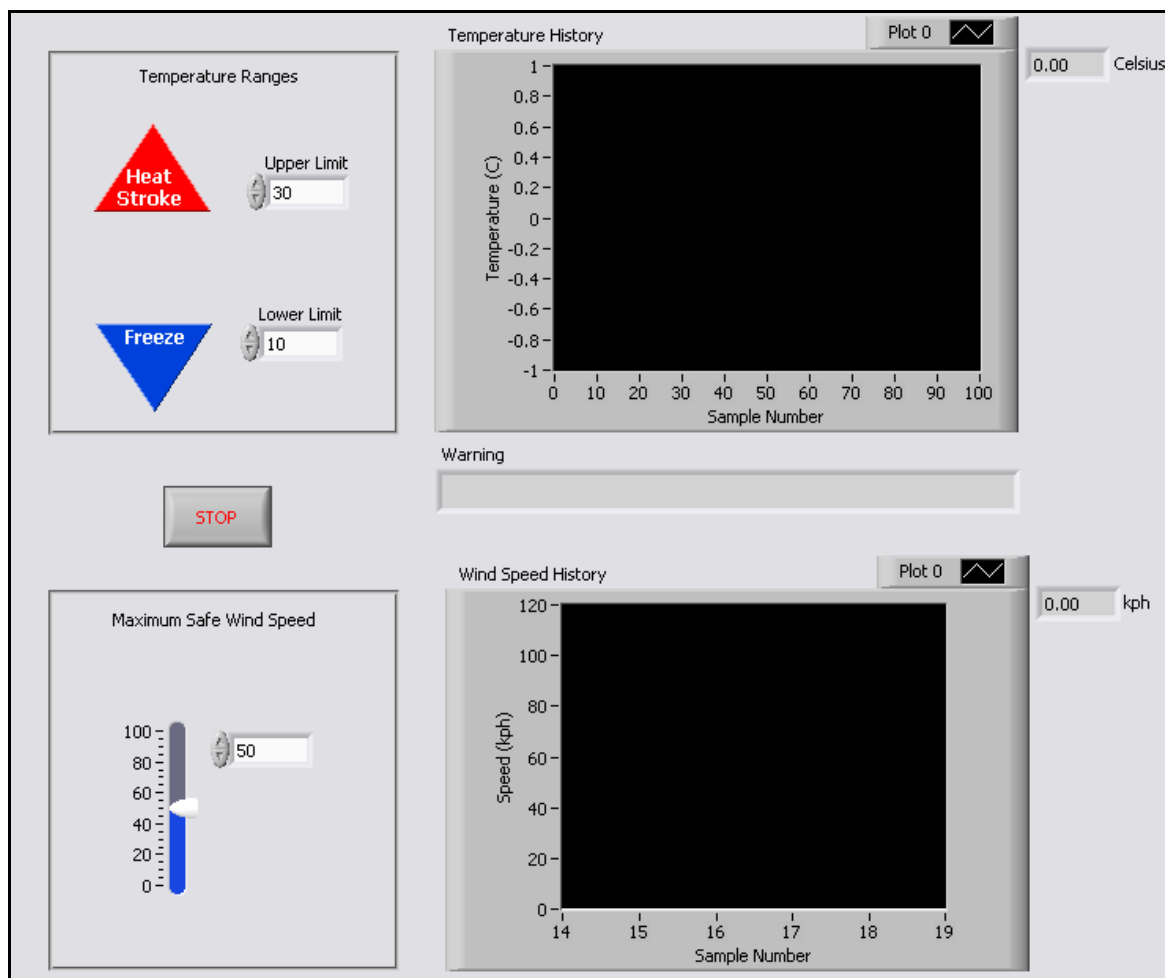 Temperature Ranges
Heat
Stroke
Upper Limit
30
Freeze
Lower Limit
10
Temperature History
Plot 0
0.00 Celsius
Temperature (C)
1
0.8
0.6
0.4
0.2
0
-0.2
-0.4
-0.6
-0.8
-1
0 10 20 30 40 50 60 70 80 90 100
Sample Number
Warning
STOP
Maximum Safe Wind Speed
100
80
60
40
20
0
50
Wind Speed History
Plot 0
0.00 kph
Speed (kph)
120
100
80
60
40
20
0
14 15 16 17 18 19
Sample Number